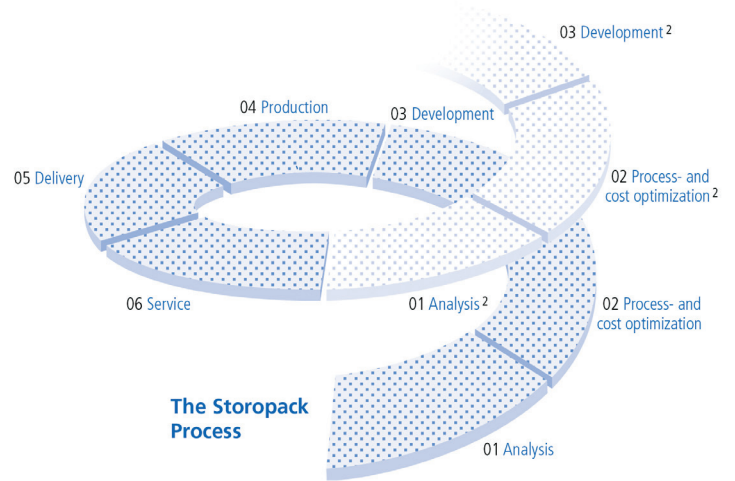 03 Development 2
04 Production
03 Development
05 Delivery
02 Process- and
cost optimization 2
06 Service
01 Analysis 2
02 Process- and
cost optimization
The Storopack
Process
01 Analysis